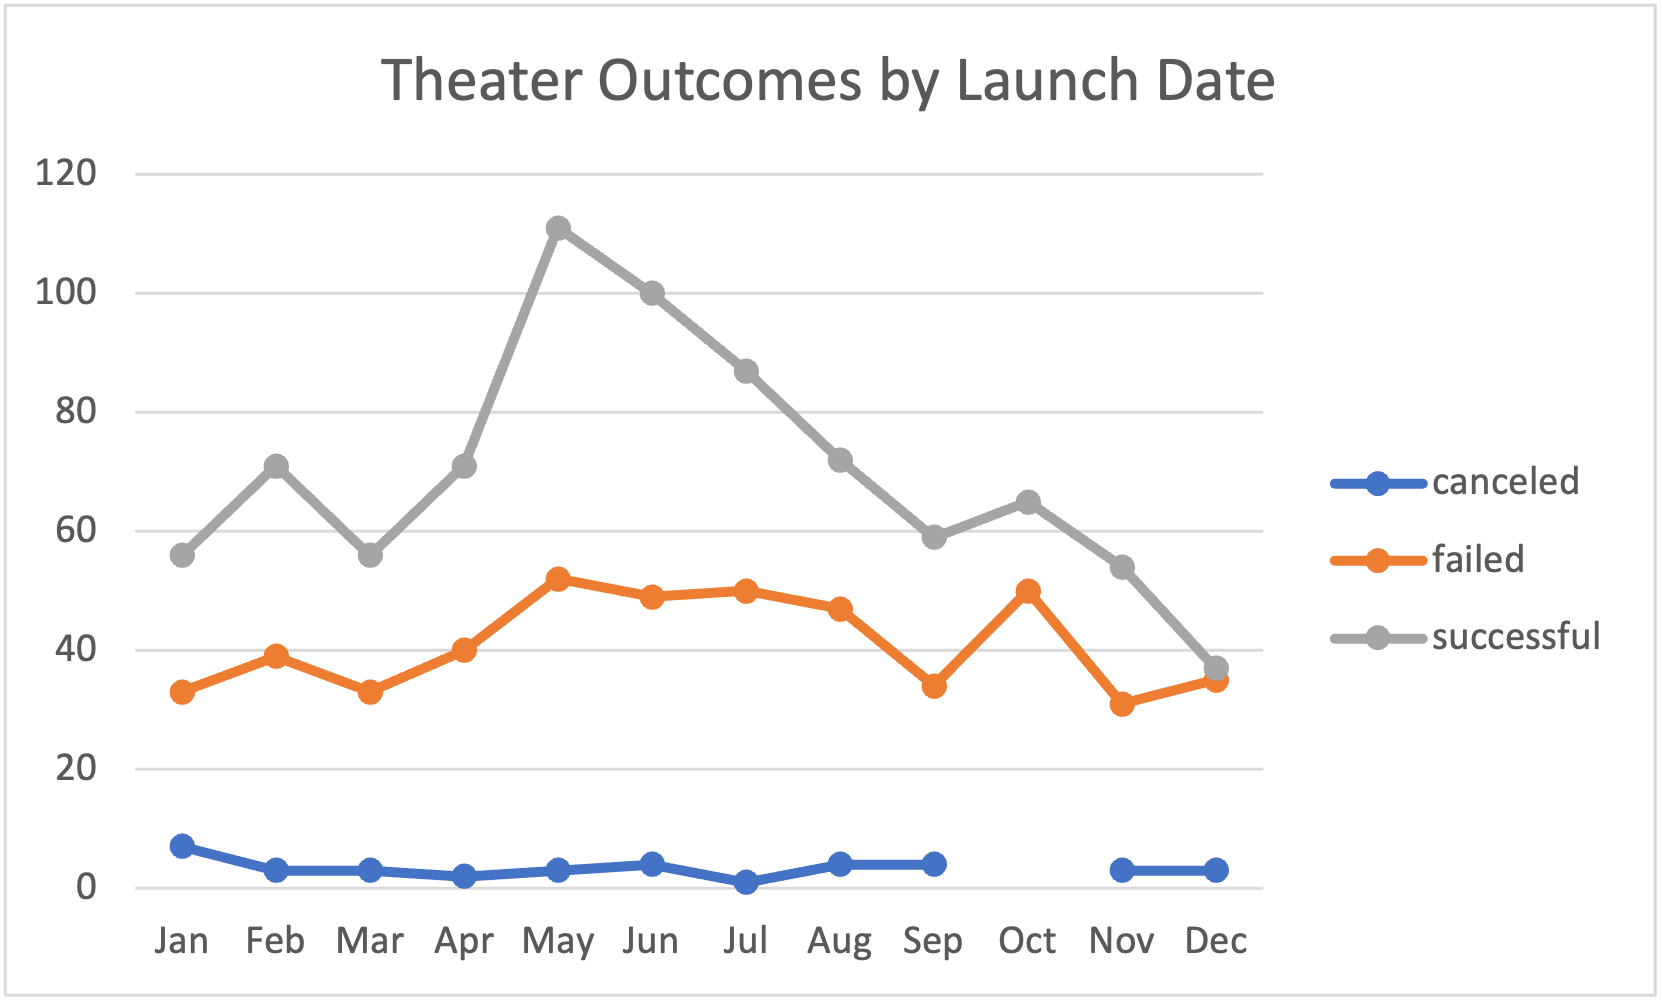 Theater Outcomes by Launch Date
120
100
80
60
40
20
0
Jan Feb Mar Apr May Jun Jul Aug Sep Oct Nov Dec
canceled
failed
successful